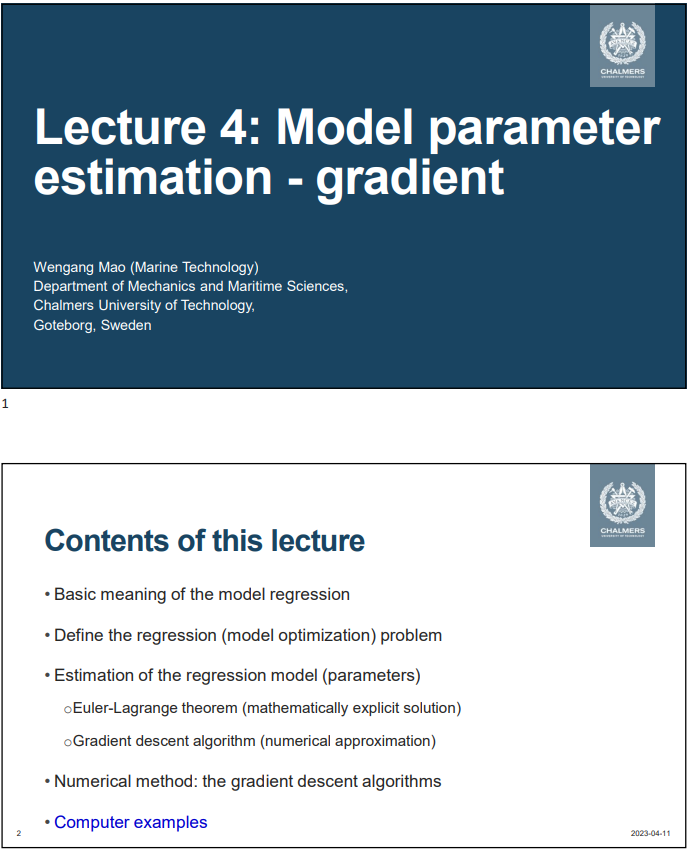 CHALMERS
UNIVERSITY OF TECHNOLOGY
Lecture 4: Model parameter
estimation - gradient
Wengang Mao (Marine Technology)
Department of Mechanics and Maritime Sciences,
Chalmers University of Technology,
Goteborg, Sweden
1
CHALMERS
UNIVERSITY OF TECHNOLOGY
Contents of this lecture
• Basic meaning of the model regression
• Define the regression (model optimization) problem
• Estimation of the regression model (parameters)
○Euler-Lagrange theorem (mathematically explicit solution)
○Gradient descent algorithm (numerical approximation)
• Numerical method: the gradient descent algorithms
• Computer examples
2
2023-04-11